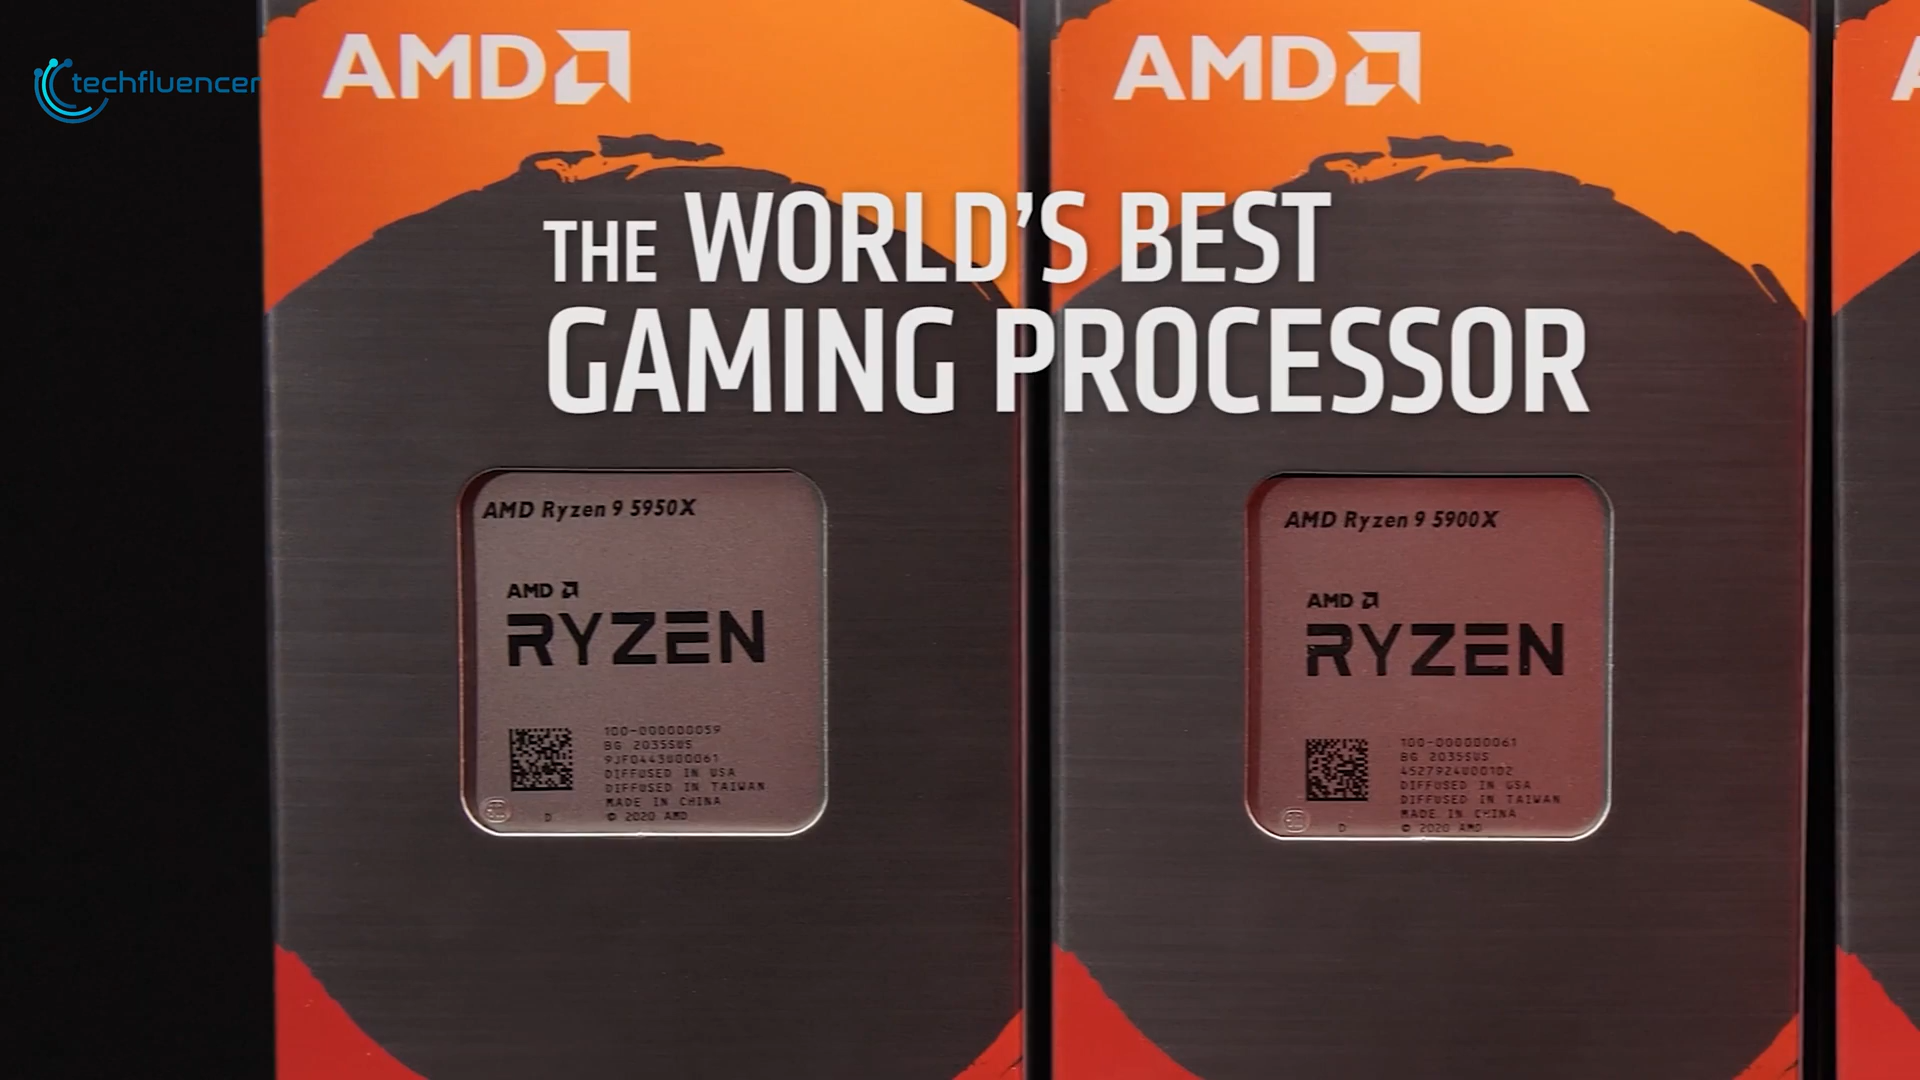 techfluencer
AMD
AMD
THE WORLD'S BEST
GAMING PROCESSOR
AMD Ryzen 9 5950X
AMD
RYZEN
100-000000059
BG 2035SUS
9JF0443U00061
DIFFUSED IN USA
DIFFUSED IN TAIWAN
MADE IN CHINA
D
© 2020 AMD
AMD Ryzen 9 5900X
AMD
RYZEN
100-000000061
BG 2035SUS
4527924U00102
DIFFUSED IN USA
DIFFUSED IN TAIWAN
MADE IN CHINA
D
© 2020 AMD